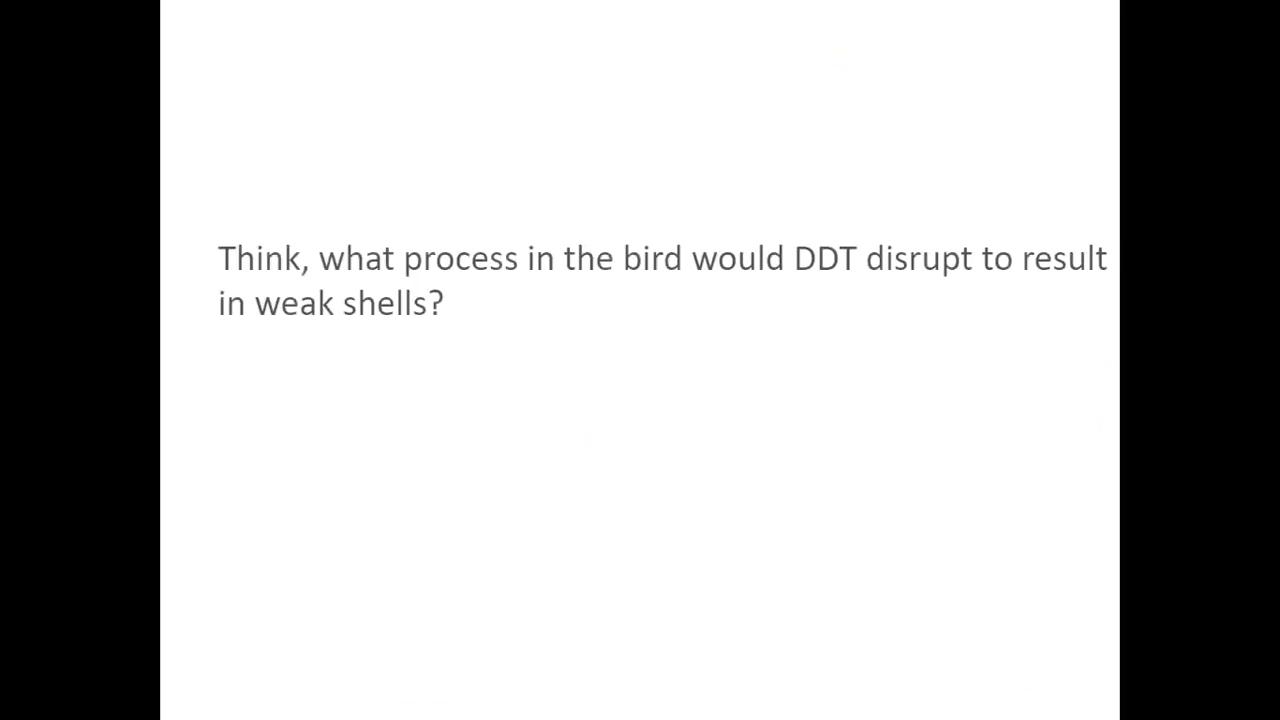 Think, what process in the bird would DDT disrupt to result
in weak shells?